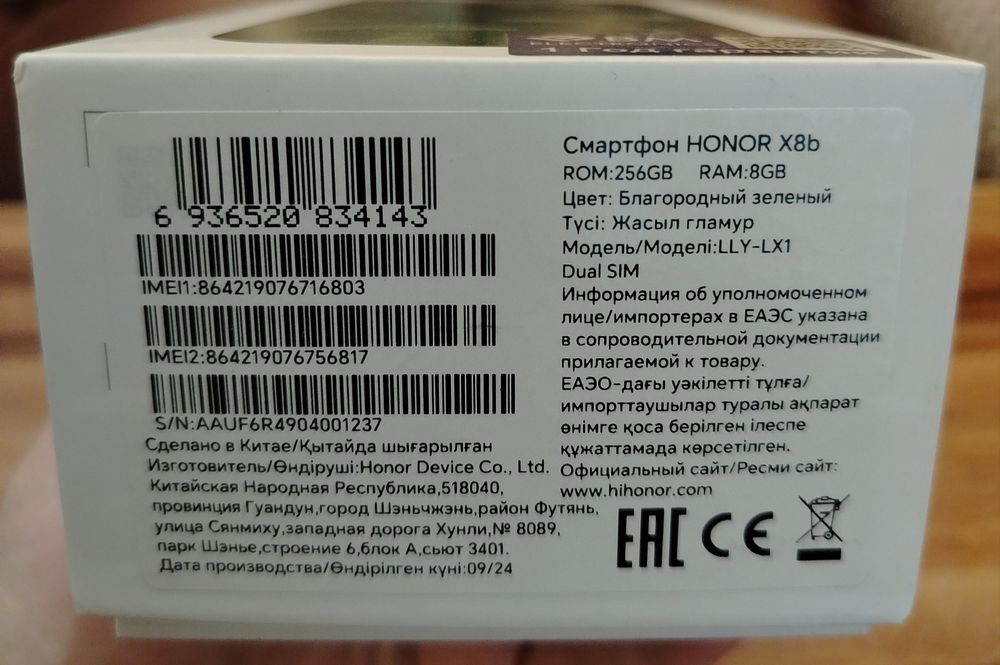 1 Год гарантии
6 936520 834143
IMEI1:864219076716803
IMEI2:864219076756817
S/N:AAUF6R4904001237
Сделано в Китае/Қытайда шығарылған
Изготовитель/Өндіруші:Honor Device Co., Ltd.
Китайская Народная Республика,518040,
провинция Гуандун,город Шэньчжэнь,район Футянь,
улица Сянмиху,западная дорога Хунли,№ 8089,
парк Шэнье,строение 6,блок А,сьют 3401.
Дата производства/Өндірілген күні:09/24
Смартфон HONOR X8b
ROM:256GB RAM:8GB
Цвет: Благородный зеленый
Түсі: Жасыл гламур
Модель/Моделі:LLY-LX1
Dual SIM
Информация об уполномоченном
лице/импортерах в ЕАЭС указана
в сопроводительной документации
прилагаемой к товару.
ЕАЭО-дағы уәкілетті тұлға/
импорттаушылар туралы ақпарат
өнімге қоса берілген ілеспе
құжаттамада көрсетілген.
Официальный сайт/Ресми сайт:
www.hihonor.com
EAC CE